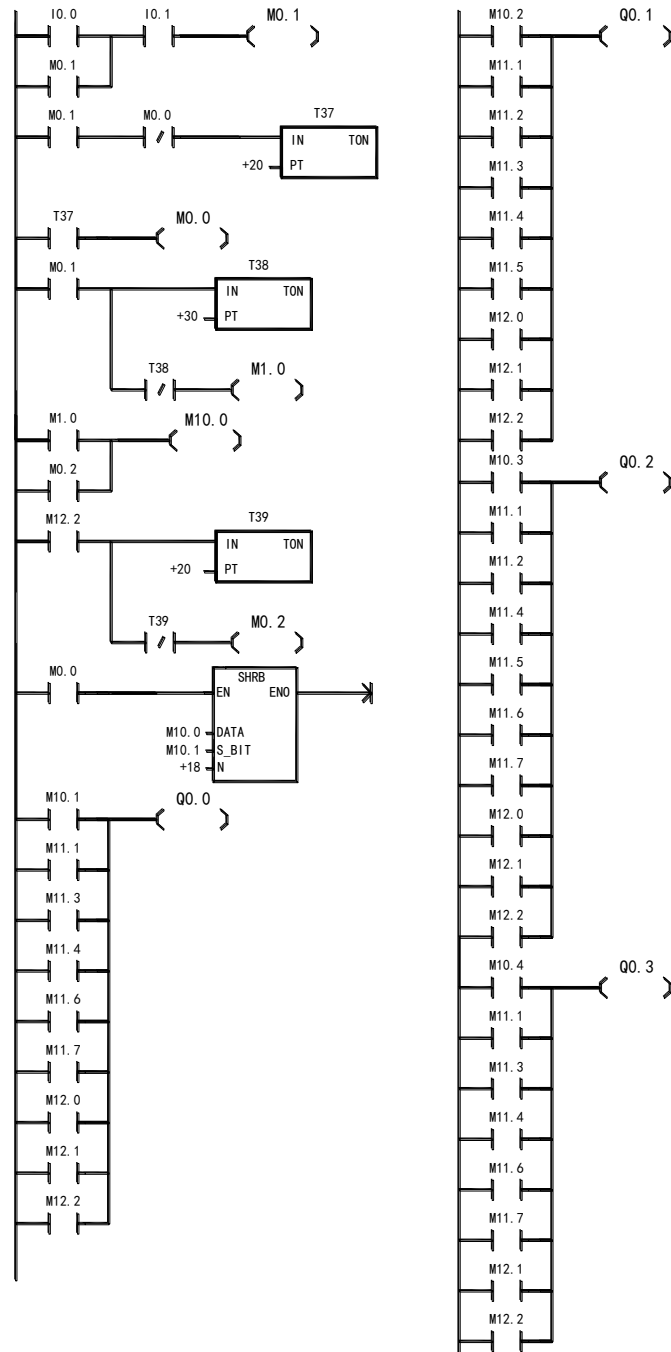 I0.0 I0.1 M0.1
M0.1
M0.1 M0.0 T37
IN TON
+20 PT
T37 M0.0
M0.1 T38
IN TON
+30 PT
T38 M1.0
M1.0 M10.0
M0.2
M12.2 T39
IN TON
+20 PT
T39 M0.2
M0.0 SHRB
EN ENO
M10.0 DATA
M10.1 S_BIT
+18 N
M10.1 Q0.0
M11.1
M11.3
M11.4
M11.6
M11.7
M12.0
M12.1
M12.2
M10.2 Q0.1
M11.1
M11.2
M11.3
M11.4
M11.5
M12.0
M12.1
M12.2
M10.3 Q0.2
M11.1
M11.2
M11.4
M11.5
M11.6
M11.7
M12.0
M12.1
M12.2
M10.4 Q0.3
M11.1
M11.3
M11.4
M11.6
M11.7
M12.1
M12.2